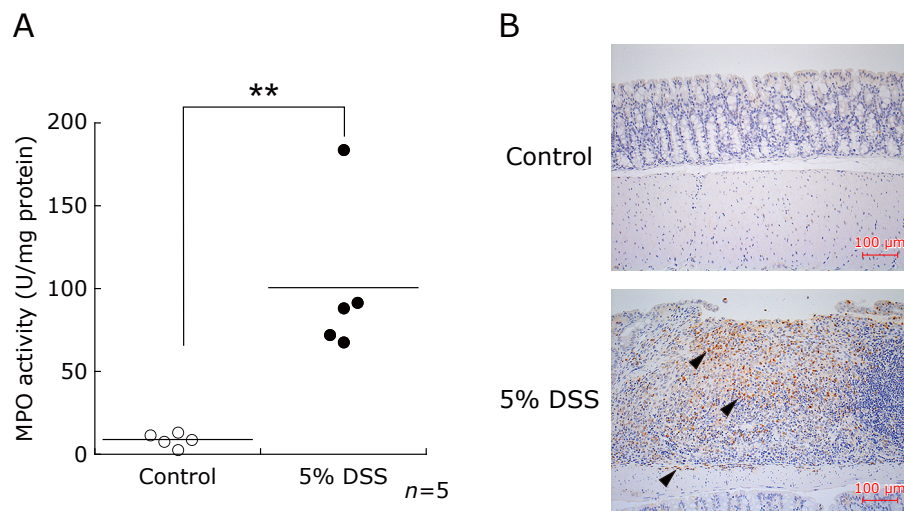 A
**
MPO activity (U/mg protein)
200
150
100
50
0
Control
5% DSS
n=5
B
Control
100 μm
5% DSS
100 μm